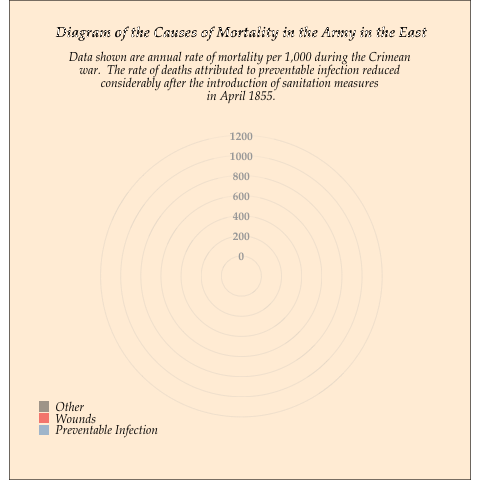 Diagram of the Causes of Mortality in the Army in the East
Data shown are annual rate of mortality per 1,000 during the Crimean
war. The rate of deaths attributed to preventable infection reduced
considerably after the introduction of sanitation measures
in April 1855.
1200
1000
800
600
400
200
0
Other
Wounds
Preventable Infection